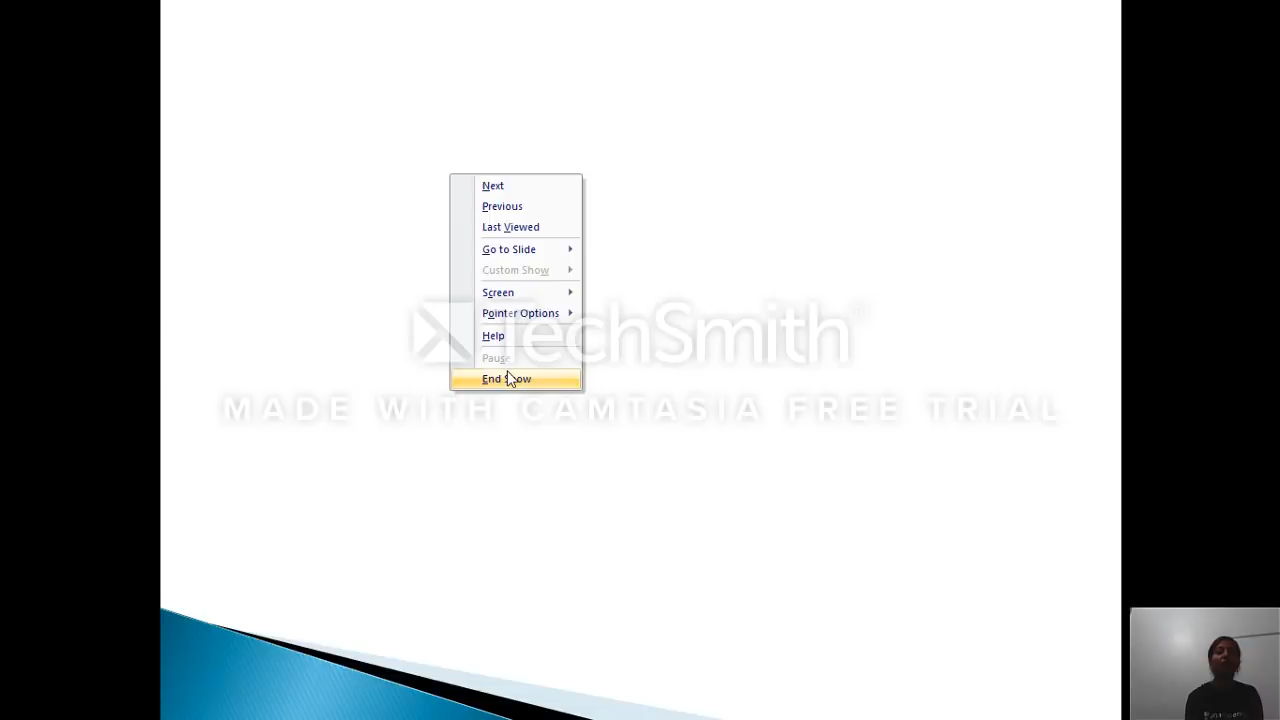 Next
Previous
Last Viewed
Go to Slide
Custom Show
Screen
Pointer Options
TechSmith
Help
Pause
End Show
MADE WITH CAMTASIA FREE TRIAL